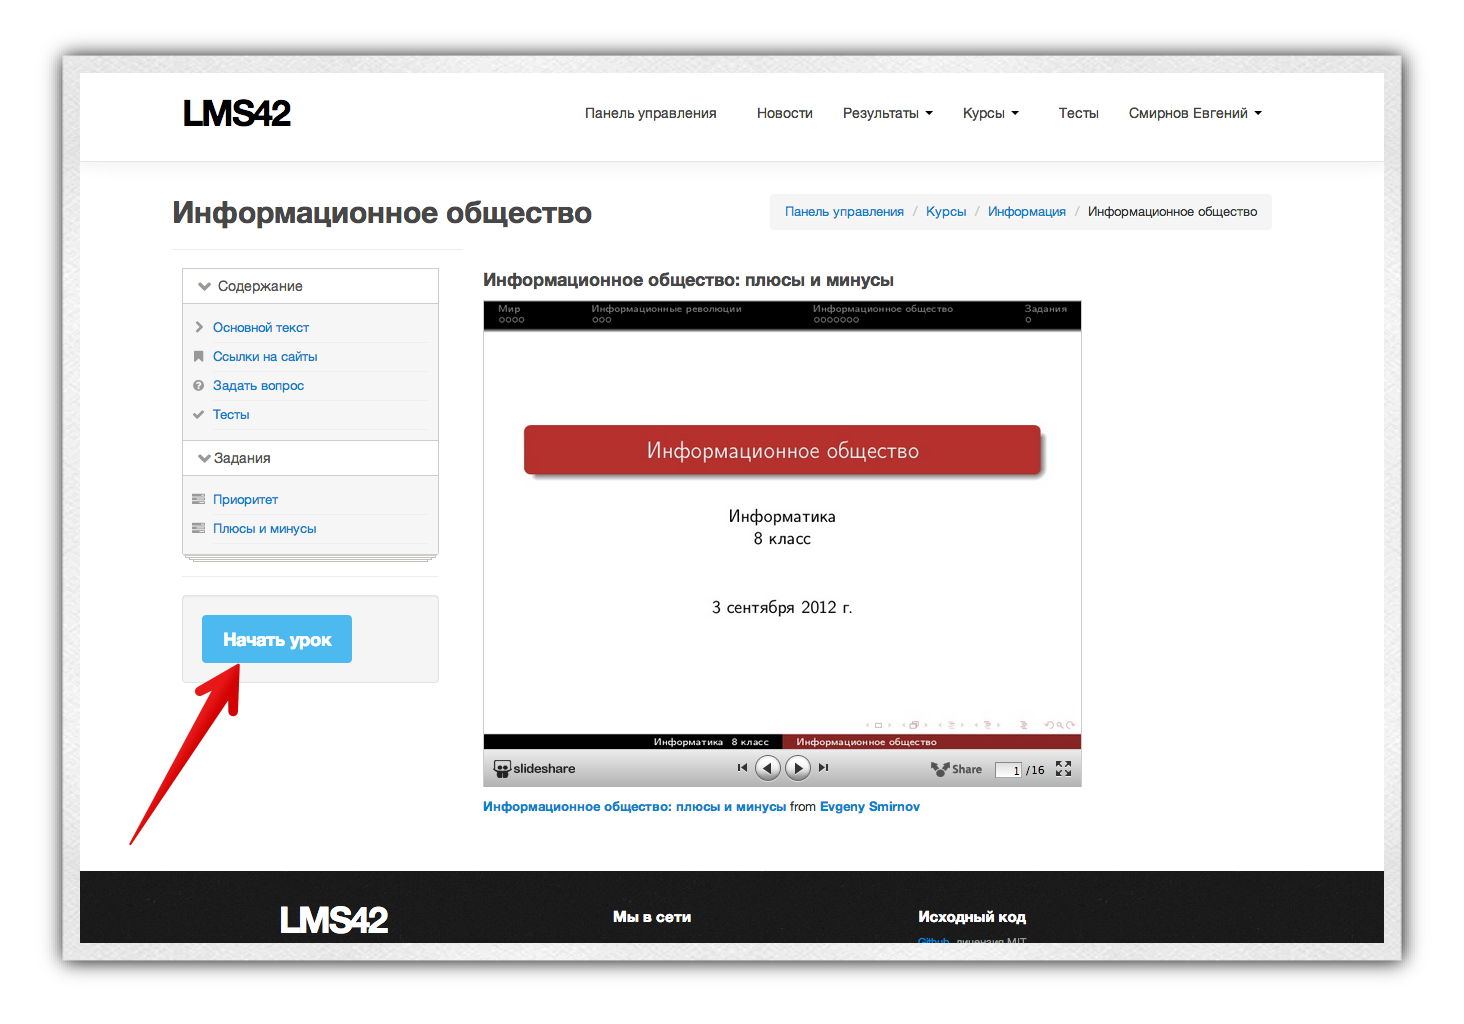 LMS42
Панель управления Новости Результаты Курсы Тесты Смирнов Евгений
Информационное общество
Панель управления / Курсы / Информация / Информационное общество
Содержание
Основной текст
Ссылки на сайты
Задать вопрос
Тесты
Задания
Приоритет
Плюсы и минусы
Начать урок
Информационное общество: плюсы и минусы
Мир Информационные революции Информационное общество Задания
Информационное общество
Информатика
8 класс
3 сентября 2012 г.
Информатика 8 класс Информационное общество
slideshare Share 1 /16
Информационное общество: плюсы и минусы from Evgeny Smirnov
LMS42 Мы в сети Исходный код
Github, лицензия MIT